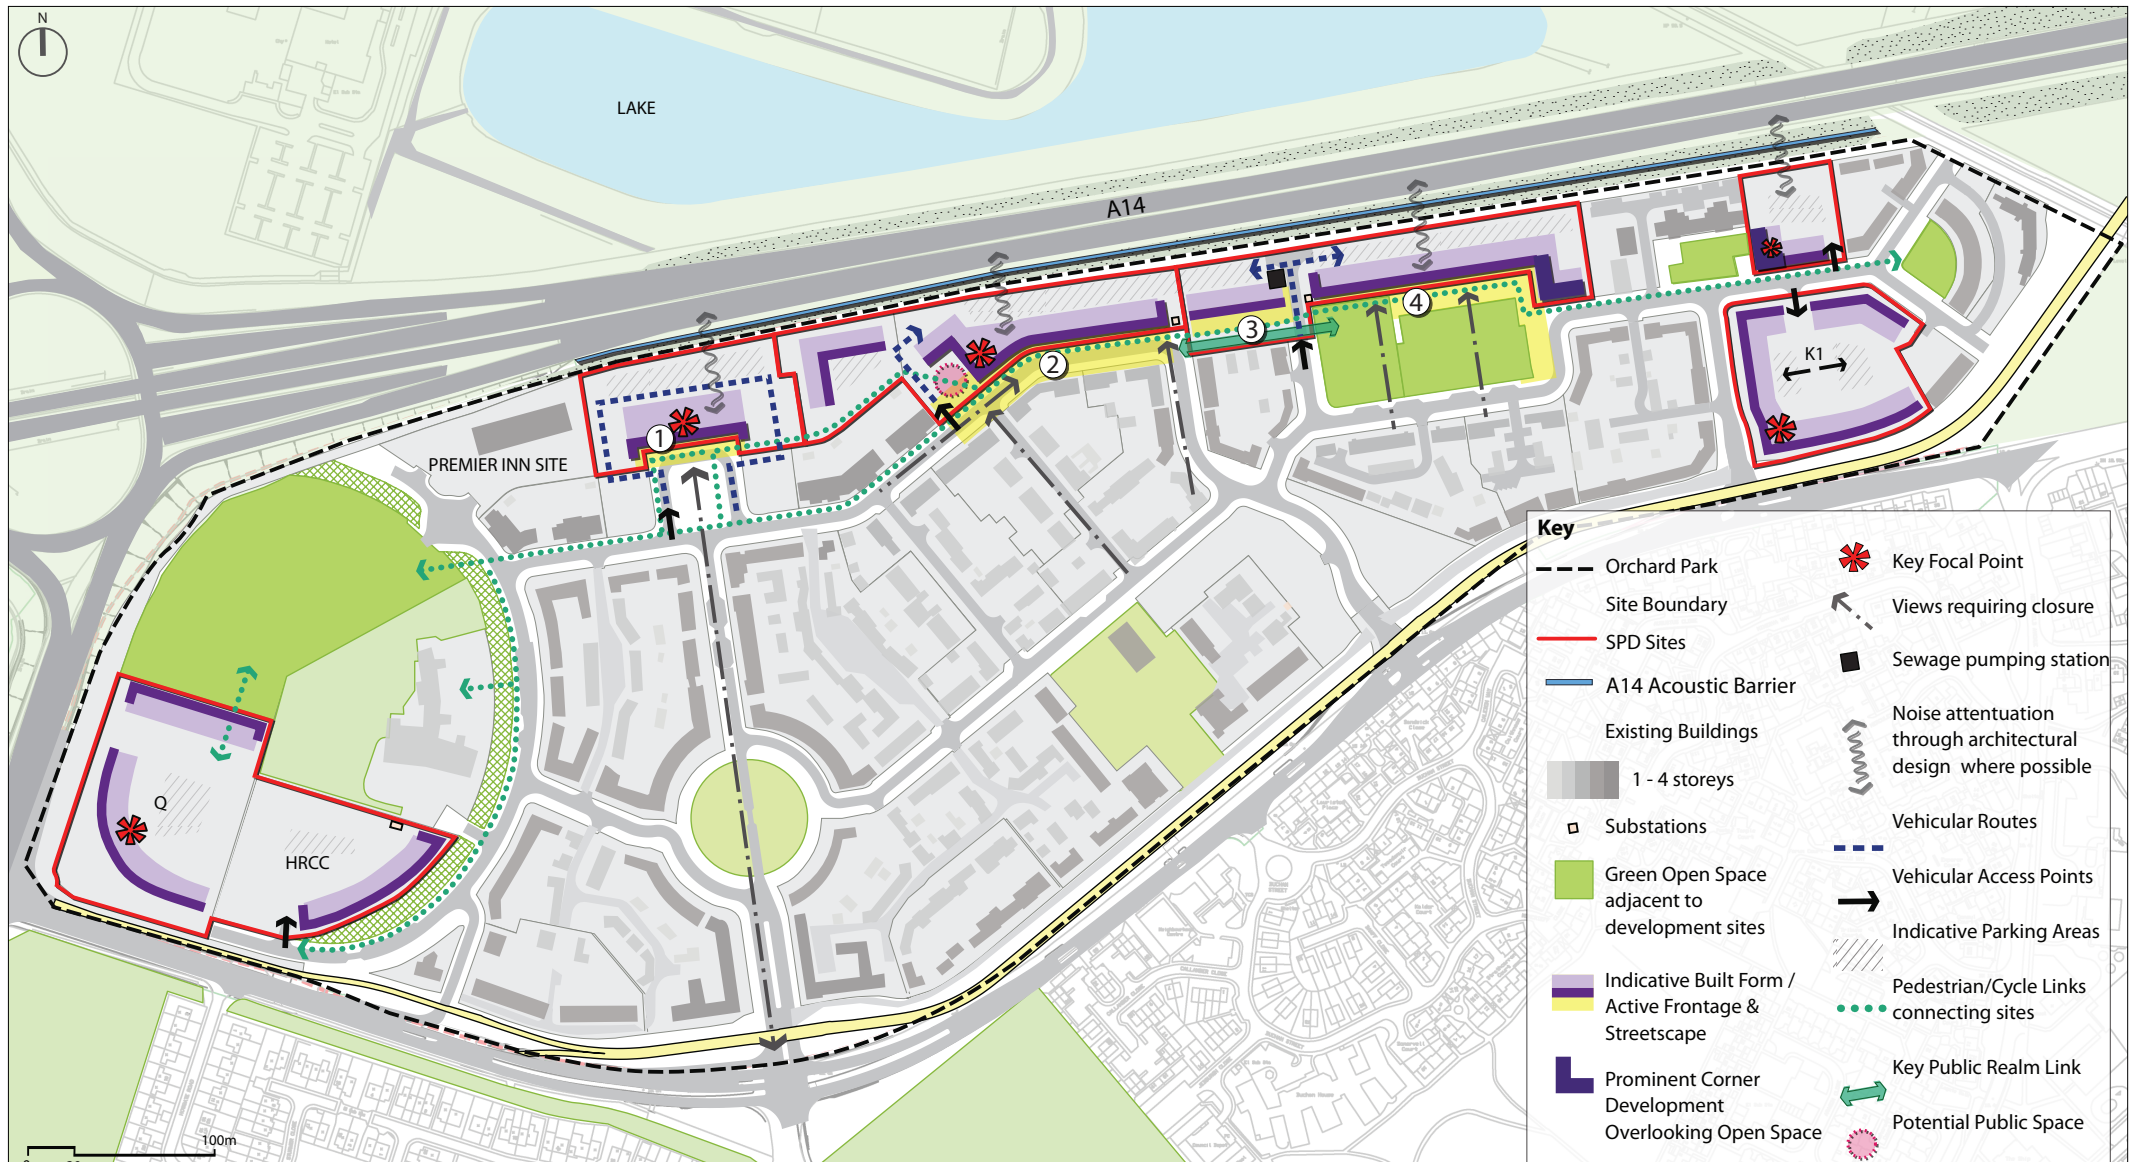 N
LAKE
A14
PREMIER INN SITE
1
2
3
4
K1
Q
HRCC
100m
Key
Orchard Park
Site Boundary
SPD Sites
A14 Acoustic Barrier
Existing Buildings
1 - 4 storeys
Substations
Green Open Space
adjacent to
development sites
Indicative Built Form /
Active Frontage &
Streetscape
Prominent Corner
Development
Overlooking Open Space
Key Focal Point
Views requiring closure
Sewage pumping station
Noise attentuation
through architectural
design where possible
Vehicular Routes
Vehicular Access Points
Indicative Parking Areas
Pedestrian/Cycle Links
connecting sites
Key Public Realm Link
Potential Public Space